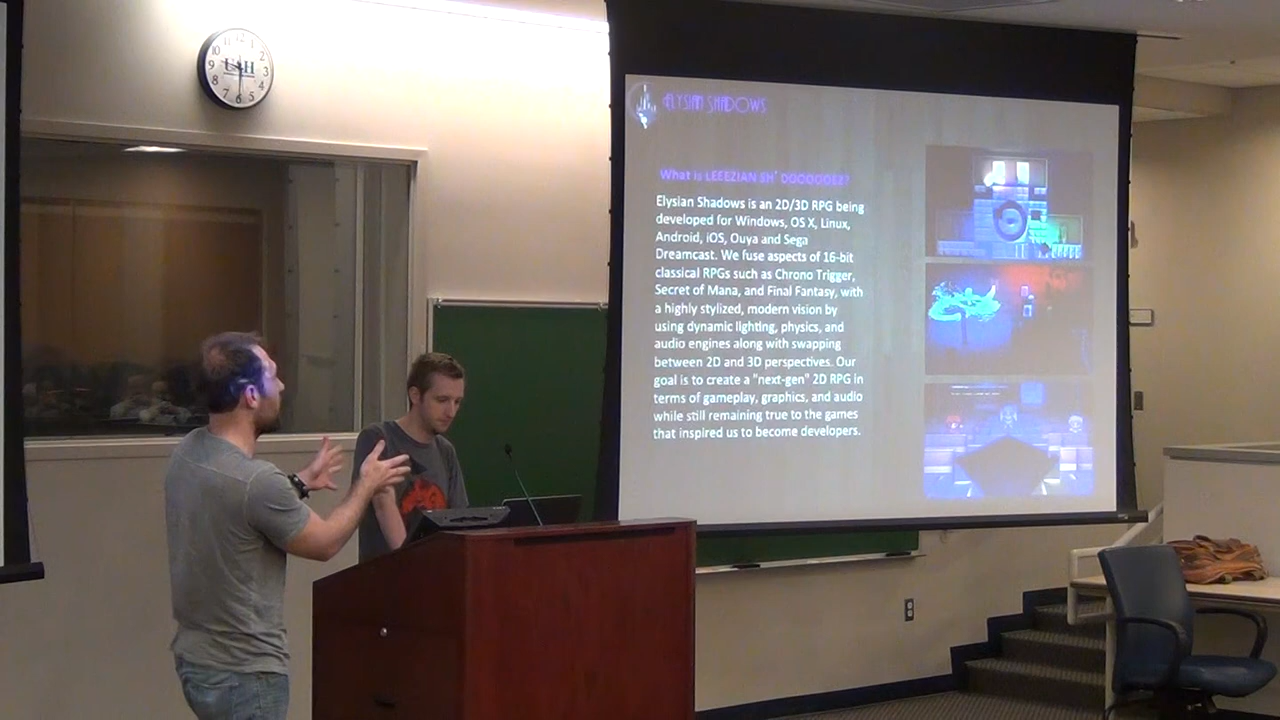 UAH
ELYSIAN SHADOWS
What is LEEEZIAN SH' DOOOOOEZ?
Elysian Shadows is an 2D/3D RPG being
developed for Windows, OS X, Linux,
Android, iOS, Ouya and Sega
Dreamcast. We fuse aspects of 16-bit
classical RPGs such as Chrono Trigger,
Secret of Mana, and Final Fantasy, with
a highly stylized, modern vision by
using dynamic lighting, physics, and
audio engines along with swapping
between 2D and 3D perspectives. Our
goal is to create a "next-gen" 2D RPG in
terms of gameplay, graphics, and audio
while still remaining true to the games
that inspired us to become developers.